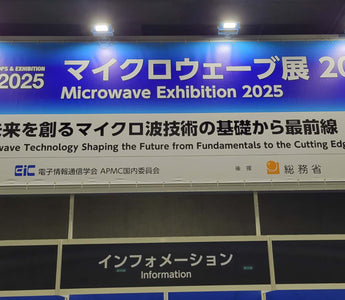 OPS & EXHIBITION
2025
マイクロウェーブ展 20
Microwave Exhibition 2025
来を創るマイクロ波技術の基礎から最前線
wave Technology Shaping the Future from Fundamentals to the Cutting Edg
EiC 電子情報通信学会 APMC国内委員会
後援 総務省
インフォメーション
Information